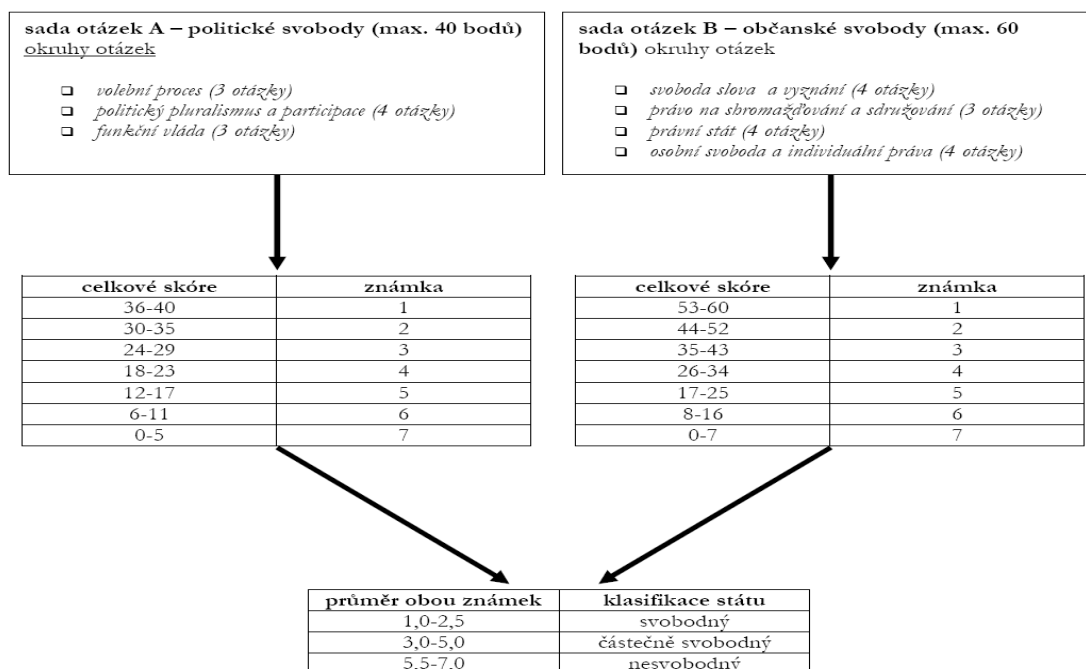 sada otázek A – politické svobody (max. 40 bodů)
okruhy otázek
volební proces (3 otázky)
politický pluralismus a participace (4 otázky)
funkční vláda (3 otázky)
sada otázek B – občanské svobody (max. 60
bodů) okruhy otázek
svoboda slova a vyznání (4 otázky)
právo na shromažďování a sdružování (3 otázky)
právní stát (4 otázky)
osobní svoboda a individuální práva (4 otázky)
celkové skóre známka
36-40 1
30-35 2
24-29 3
18-23 4
12-17 5
6-11 6
0-5 7
celkové skóre známka
53-60 1
44-52 2
35-43 3
26-34 4
17-25 5
8-16 6
0-7 7
průměr obou známek klasifikace státu
1,0-2,5 svobodný
3,0-5,0 částečně svobodný
5,5-7,0 nesvobodný